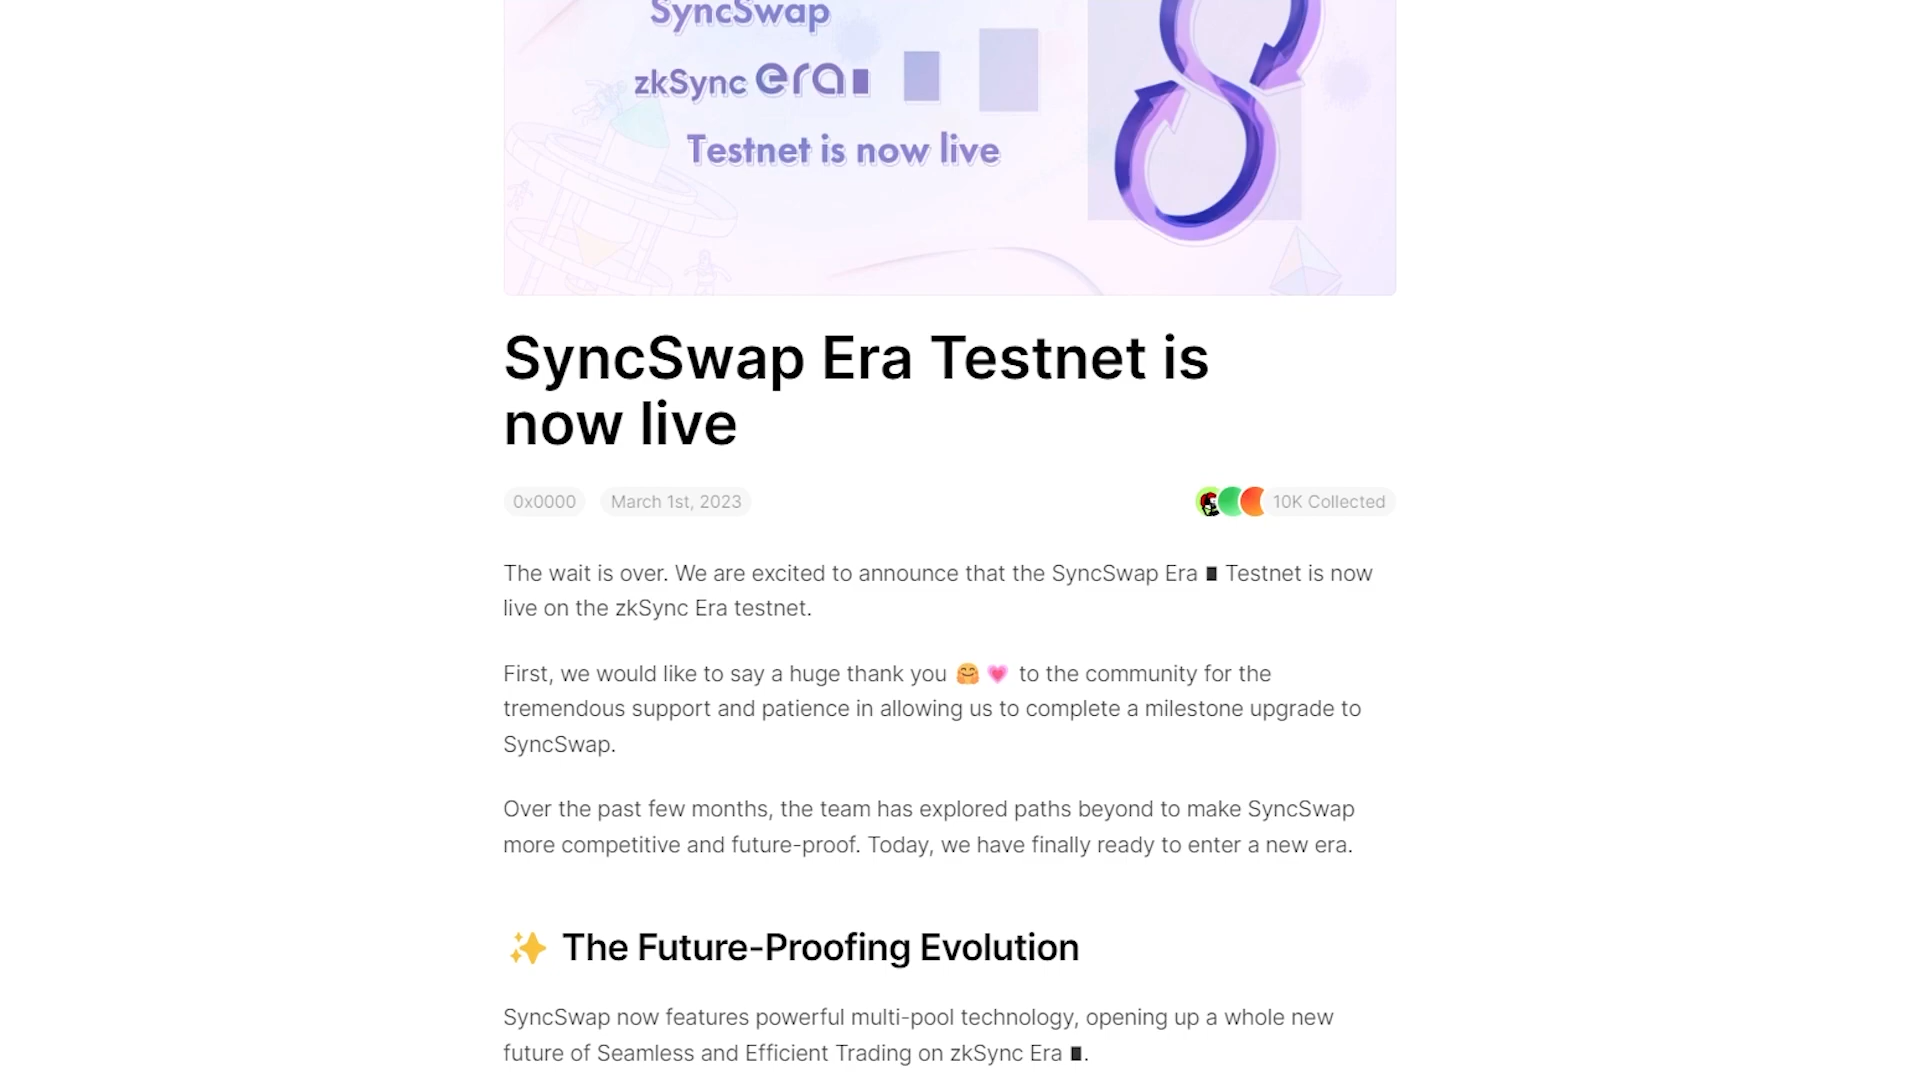 SyncSwap
zkSync era∎
Testnet is now live
SyncSwap Era Testnet is
now live
0x0000
March 1st, 2023
10K Collected
The wait is over. We are excited to announce that the SyncSwap Era ∎ Testnet is now
live on the zkSync Era testnet.
First, we would like to say a huge thank you 🤗 💗 to the community for the
tremendous support and patience in allowing us to complete a milestone upgrade to
SyncSwap.
Over the past few months, the team has explored paths beyond to make SyncSwap
more competitive and future-proof. Today, we have finally ready to enter a new era.
✨ The Future-Proofing Evolution
SyncSwap now features powerful multi-pool technology, opening up a whole new
future of Seamless and Efficient Trading on zkSync Era ∎.